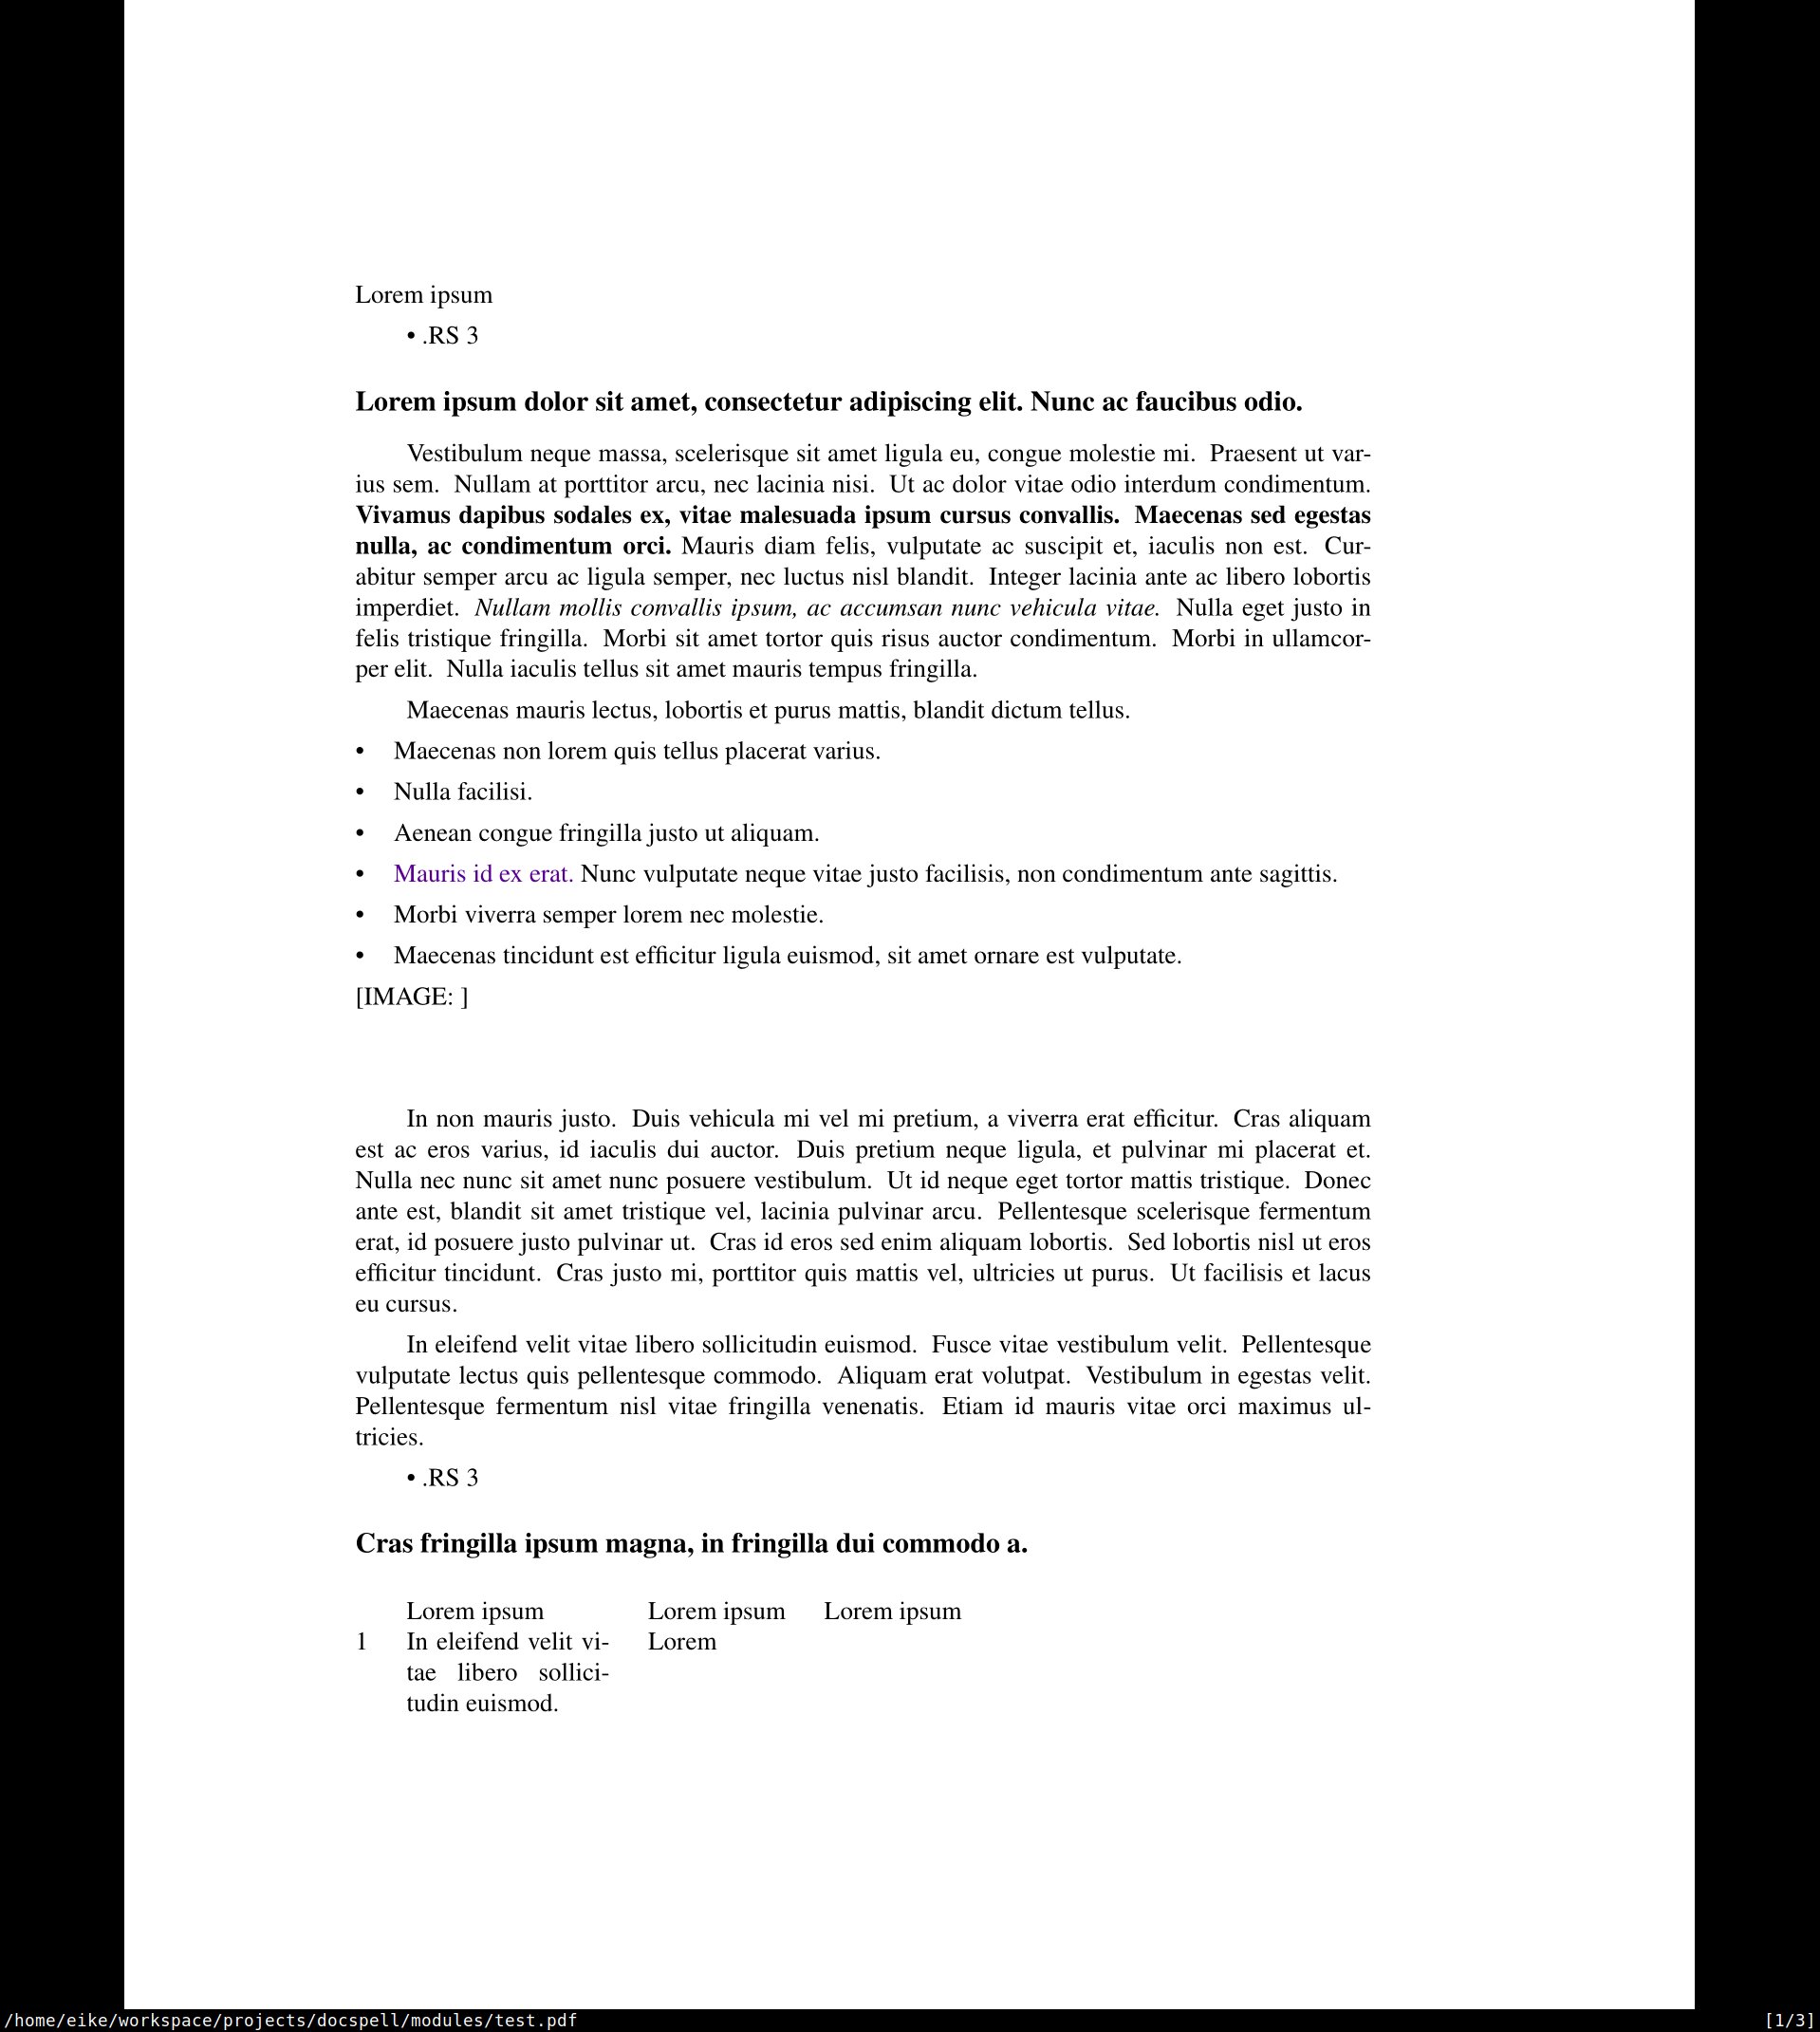 Lorem ipsum
• .RS 3
Lorem ipsum dolor sit amet, consectetur adipiscing elit. Nunc ac faucibus odio.
Vestibulum neque massa, scelerisque sit amet ligula eu, congue molestie mi. Praesent ut var-
ius sem. Nullam at porttitor arcu, nec lacinia nisi. Ut ac dolor vitae odio interdum condimentum.
Vivamus dapibus sodales ex, vitae malesuada ipsum cursus convallis. Maecenas sed egestas
nulla, ac condimentum orci. Mauris diam felis, vulputate ac suscipit et, iaculis non est. Cur-
abitur semper arcu ac ligula semper, nec luctus nisl blandit. Integer lacinia ante ac libero lobortis
imperdiet. Nullam mollis convallis ipsum, ac accumsan nunc vehicula vitae. Nulla eget justo in
felis tristique fringilla. Morbi sit amet tortor quis risus auctor condimentum. Morbi in ullamcor-
per elit. Nulla iaculis tellus sit amet mauris tempus fringilla.
Maecenas mauris lectus, lobortis et purus mattis, blandit dictum tellus.
• Maecenas non lorem quis tellus placerat varius.
• Nulla facilisi.
• Aenean congue fringilla justo ut aliquam.
• Mauris id ex erat. Nunc vulputate neque vitae justo facilisis, non condimentum ante sagittis.
• Morbi viverra semper lorem nec molestie.
• Maecenas tincidunt est efficitur ligula euismod, sit amet ornare est vulputate.
[IMAGE: ]
In non mauris justo. Duis vehicula mi vel mi pretium, a viverra erat efficitur. Cras aliquam
est ac eros varius, id iaculis dui auctor. Duis pretium neque ligula, et pulvinar mi placerat et.
Nulla nec nunc sit amet nunc posuere vestibulum. Ut id neque eget tortor mattis tristique. Donec
ante est, blandit sit amet tristique vel, lacinia pulvinar arcu. Pellentesque scelerisque fermentum
erat, id posuere justo pulvinar ut. Cras id eros sed enim aliquam lobortis. Sed lobortis nisl ut eros
efficitur tincidunt. Cras justo mi, porttitor quis mattis vel, ultricies ut purus. Ut facilisis et lacus
eu cursus.
In eleifend velit vitae libero sollicitudin euismod. Fusce vitae vestibulum velit. Pellentesque
vulputate lectus quis pellentesque commodo. Aliquam erat volutpat. Vestibulum in egestas velit.
Pellentesque fermentum nisl vitae fringilla venenatis. Etiam id mauris vitae orci maximus ul-
tricies.
• .RS 3
Cras fringilla ipsum magna, in fringilla dui commodo a.
Lorem ipsum Lorem ipsum Lorem ipsum
1 In eleifend velit vi- Lorem
tae libero sollici-
tudin euismod.
/home/eike/workspace/projects/docspell/modules/test.pdf [1/3]